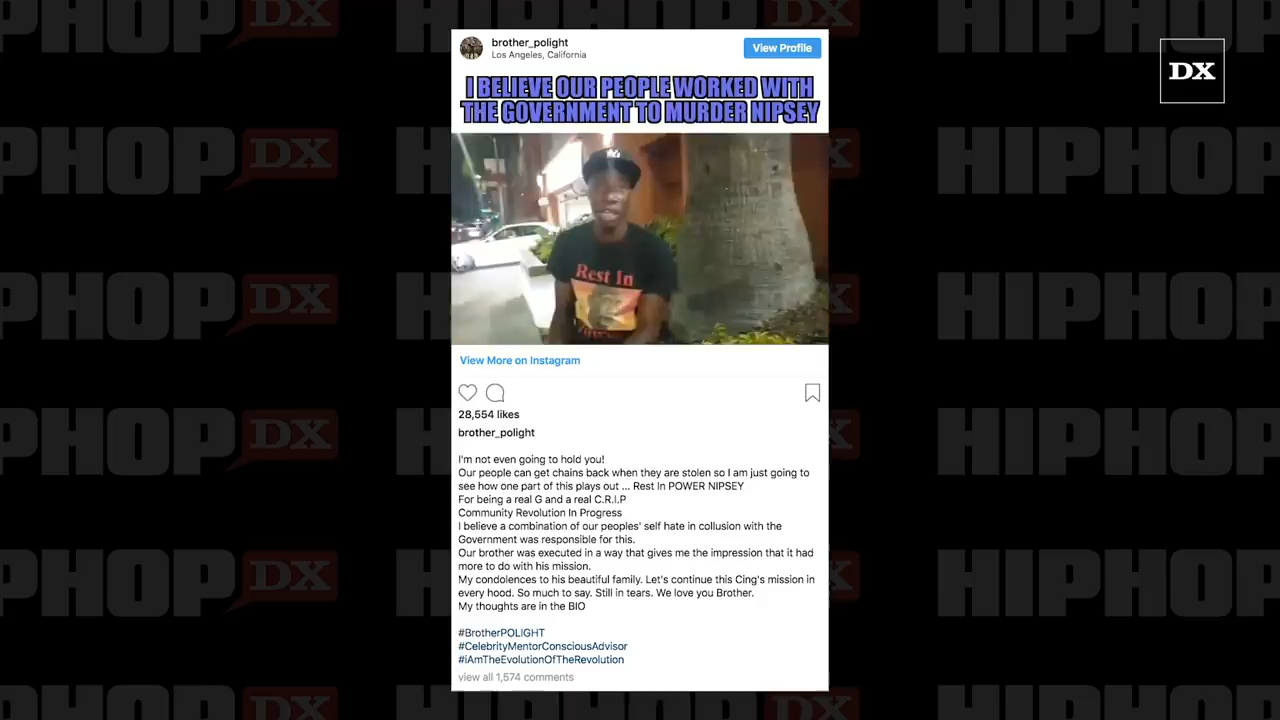 HIPHOP DX
DX
brother_polight
Los Angeles, California
View Profile
I BELIEVE OUR PEOPLE WORKED WITH
THE GOVERNMENT TO MURDER NIPSEY
Rest In
View More on Instagram
28,554 likes
brother_polight
I'm not even going to hold you!
Our people can get chains back when they are stolen so I am just going to
see how one part of this plays out ... Rest In POWER NIPSEY
For being a real G and a real C.R.I.P
Community Revolution In Progress
I believe a combination of our peoples' self hate in collusion with the
Government was responsible for this.
Our brother was executed in a way that gives me the impression that it had
more to do with his mission.
My condolences to his beautiful family. Let's continue this Cing's mission in
every hood. So much to say. Still in tears. We love you Brother.
My thoughts are in the BIO
#BrotherPOLIGHT
#CelebrityMentorConsciousAdvisor
#iAmTheEvolutionOfTheRevolution
view all 1,574 comments